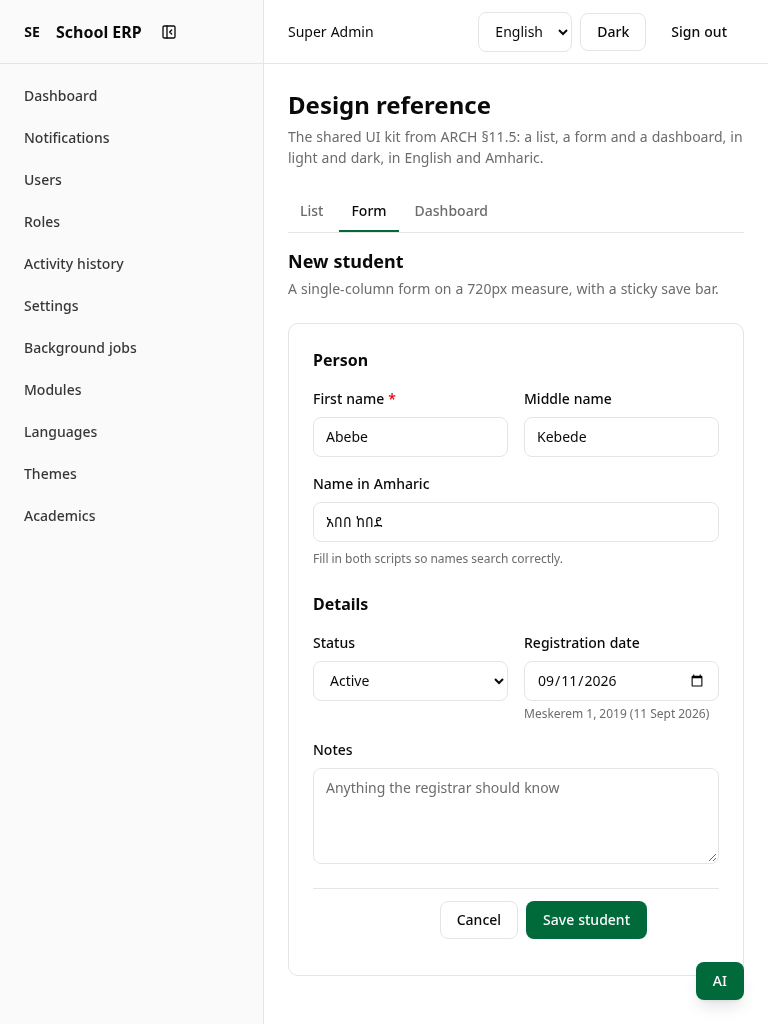 SE School ERP
Super Admin
English
Dark
Sign out
Dashboard
Notifications
Users
Roles
Activity history
Settings
Background jobs
Modules
Languages
Themes
Academics
Design reference
The shared UI kit from ARCH §11.5: a list, a form and a dashboard, in
light and dark, in English and Amharic.
List
Form
Dashboard
New student
A single-column form on a 720px measure, with a sticky save bar.
Person
First name *
Middle name
Abebe
Kebede
Name in Amharic
አበበ ከበደ
Fill in both scripts so names search correctly.
Details
Status
Registration date
Active
09/11/2026
Meskerem 1, 2019 (11 Sept 2026)
Notes
Anything the registrar should know
Cancel
Save student
AI